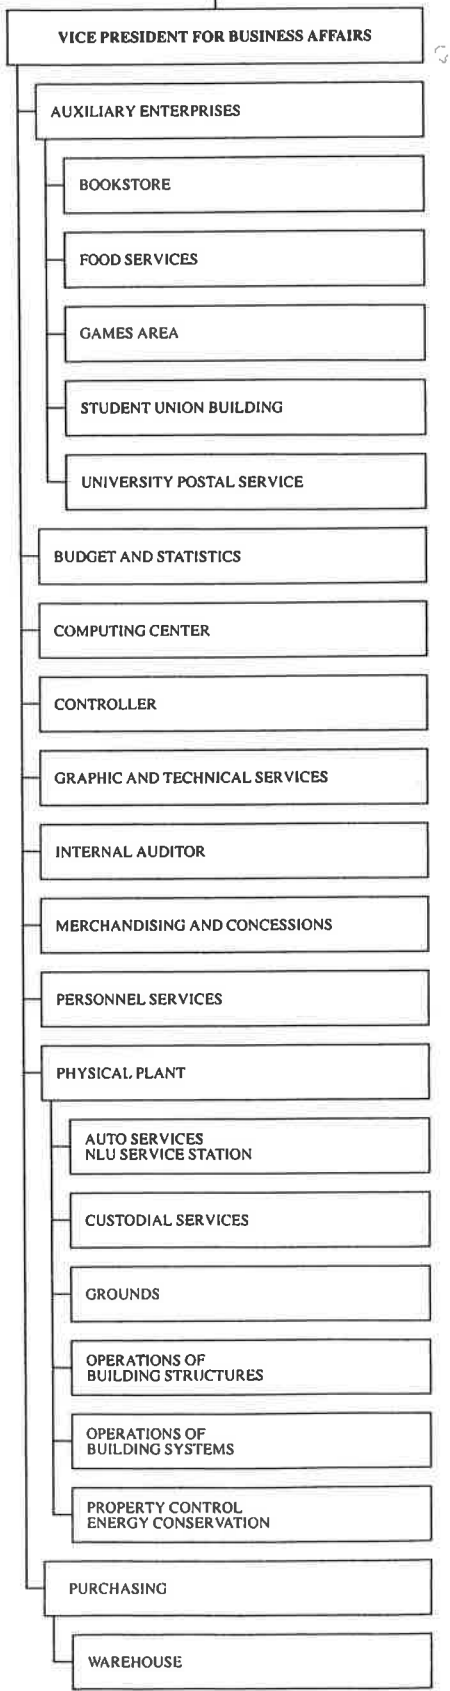 VICE PRESIDENT FOR BUSINESS AFFAIRS
AUXILIARY ENTERPRISES
BOOKSTORE
FOOD SERVICES
GAMES AREA
STUDENT UNION BUILDING
UNIVERSITY POSTAL SERVICE
BUDGET AND STATISTICS
COMPUTING CENTER
CONTROLLER
GRAPHIC AND TECHNICAL SERVICES
INTERNAL AUDITOR
MERCHANDISING AND CONCESSIONS
PERSONNEL SERVICES
PHYSICAL PLANT
AUTO SERVICES
NLU SERVICE STATION
CUSTODIAL SERVICES
GROUNDS
OPERATIONS OF
BUILDING STRUCTURES
OPERATIONS OF
BUILDING SYSTEMS
PROPERTY CONTROL
ENERGY CONSERVATION
PURCHASING
WAREHOUSE